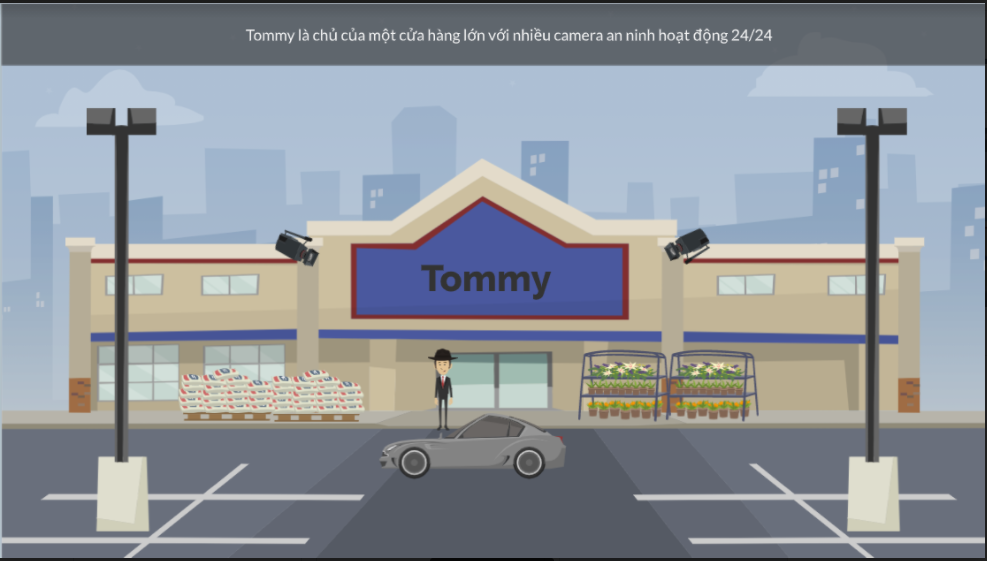 Tommy là chủ của một cửa hàng lớn với nhiều camera an ninh hoạt động 24/24
Tommy